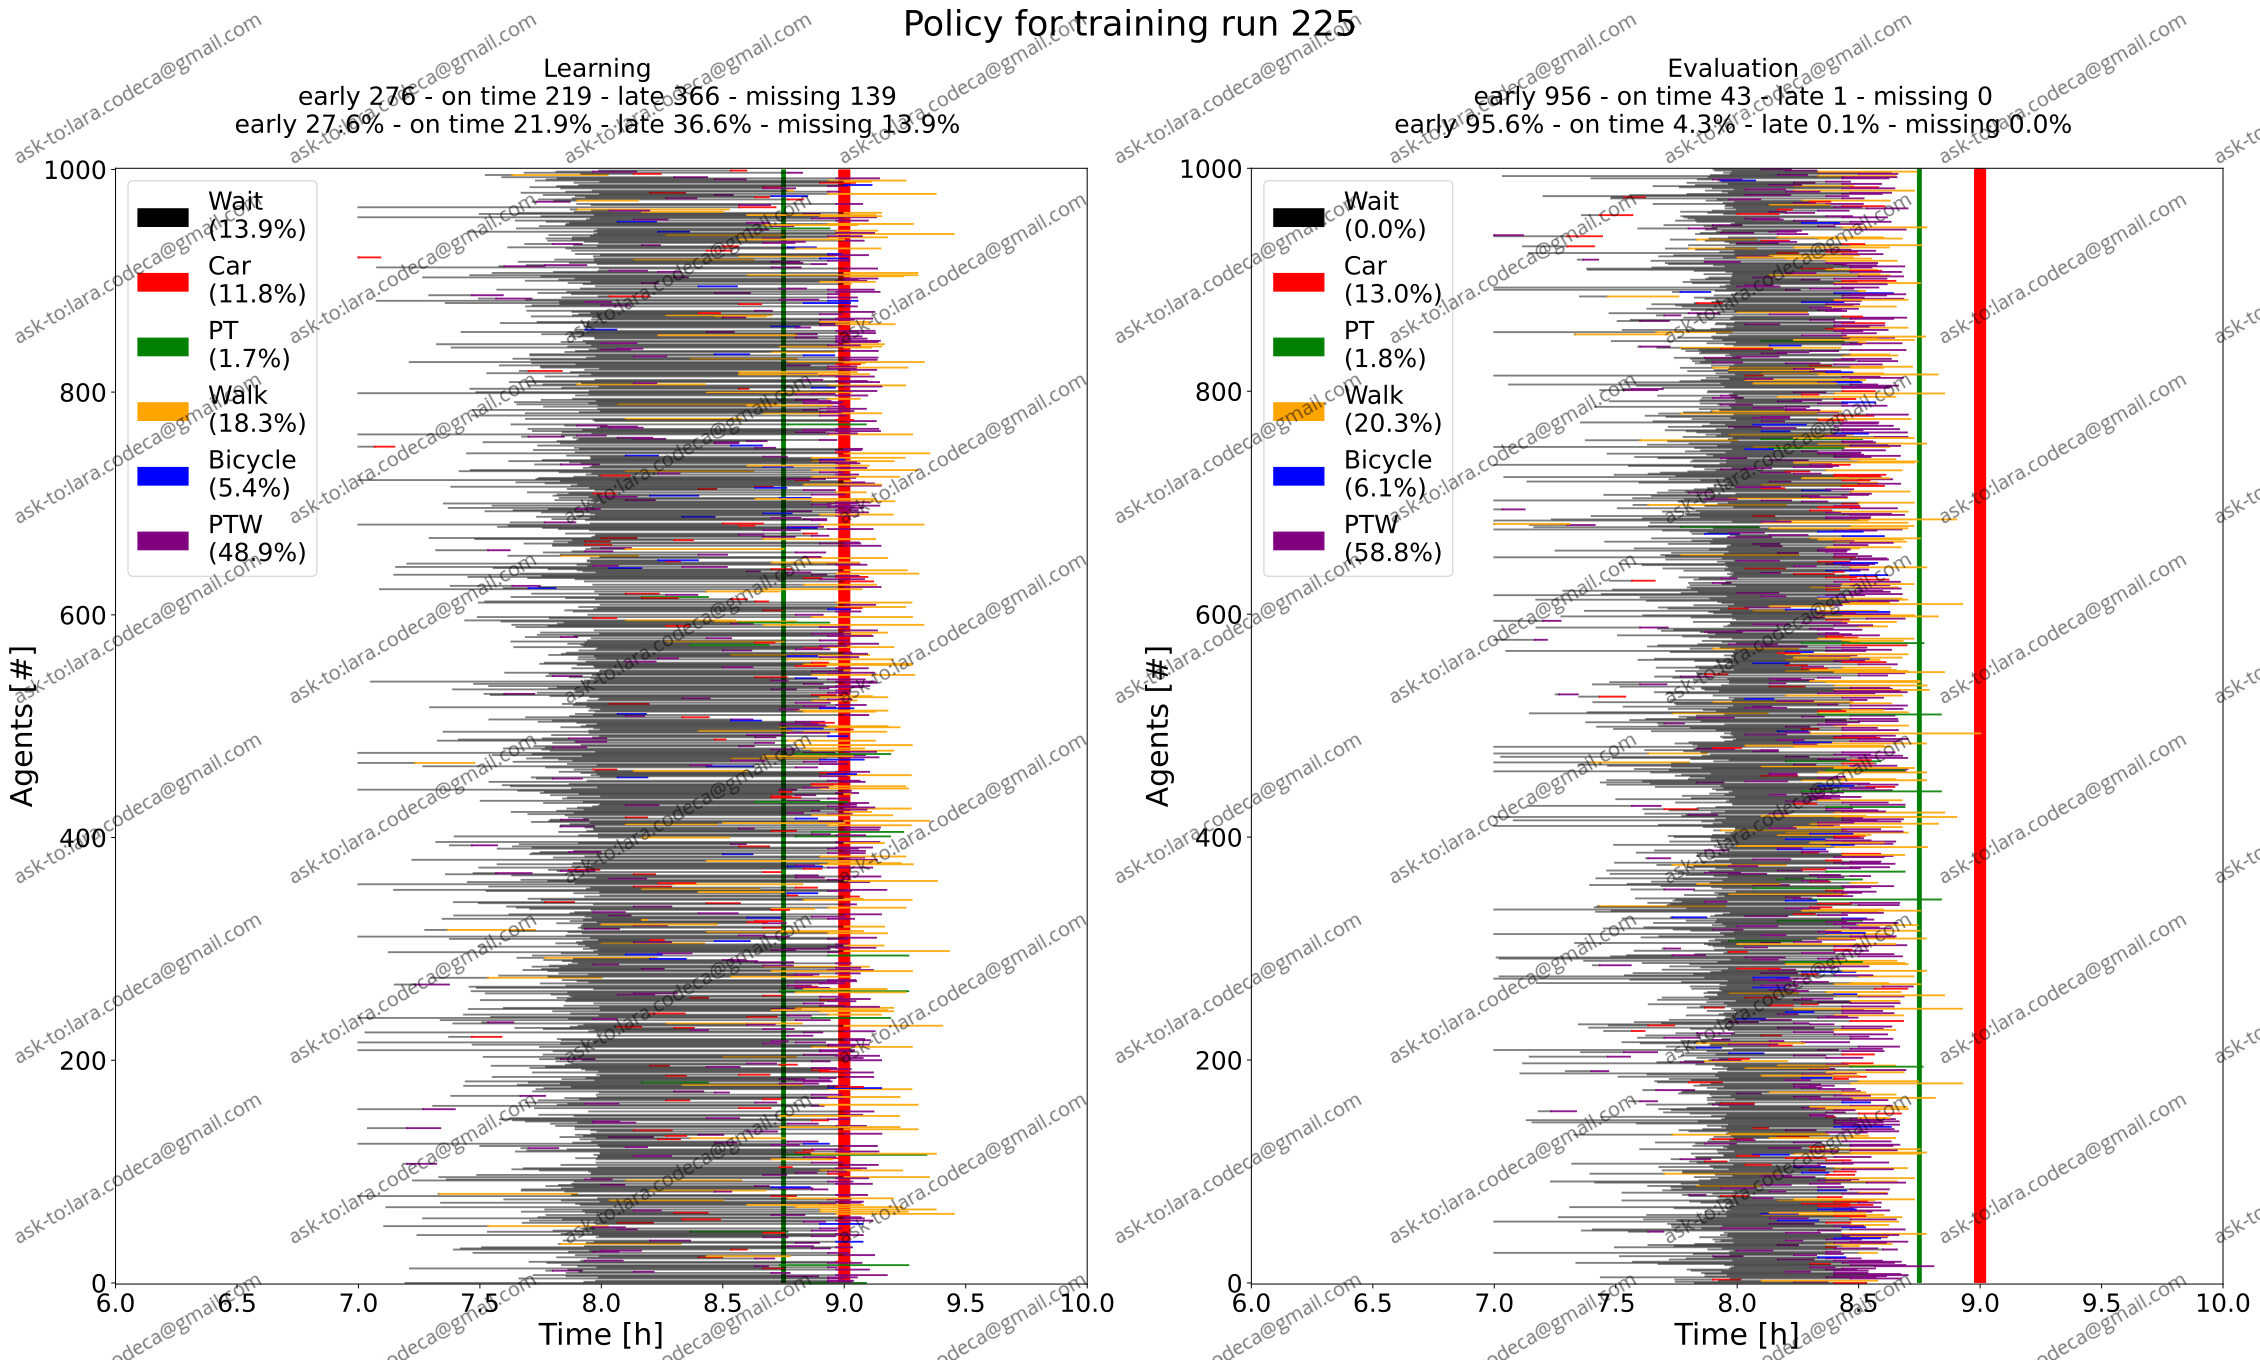 Policy for training run 225
Learning
early 276 - on time 219 - late 366 - missing 139
early 27.6% - on time 21.9% - late 36.6% - missing 13.9%
1000
800
600
400
200
0
Agents [#]
Wait
(13.9%)
Car
(11.8%)
PT
(1.7%)
Walk
(18.3%)
Bicycle
(5.4%)
PTW
(48.9%)
6.0 6.5 7.0 7.5 8.0 8.5 9.0 9.5 10.0
Time [h]
Evaluation
early 956 - on time 43 - late 1 - missing 0
early 95.6% - on time 4.3% - late 0.1% - missing 0.0%
1000
800
600
400
200
0
Agents [#]
Wait
(0.0%)
Car
(13.0%)
PT
(1.8%)
Walk
(20.3%)
Bicycle
(6.1%)
PTW
(58.8%)
6.0 6.5 7.0 7.5 8.0 8.5 9.0 9.5 10.0
Time [h]
ask-to:lara.codeca@gmail.com